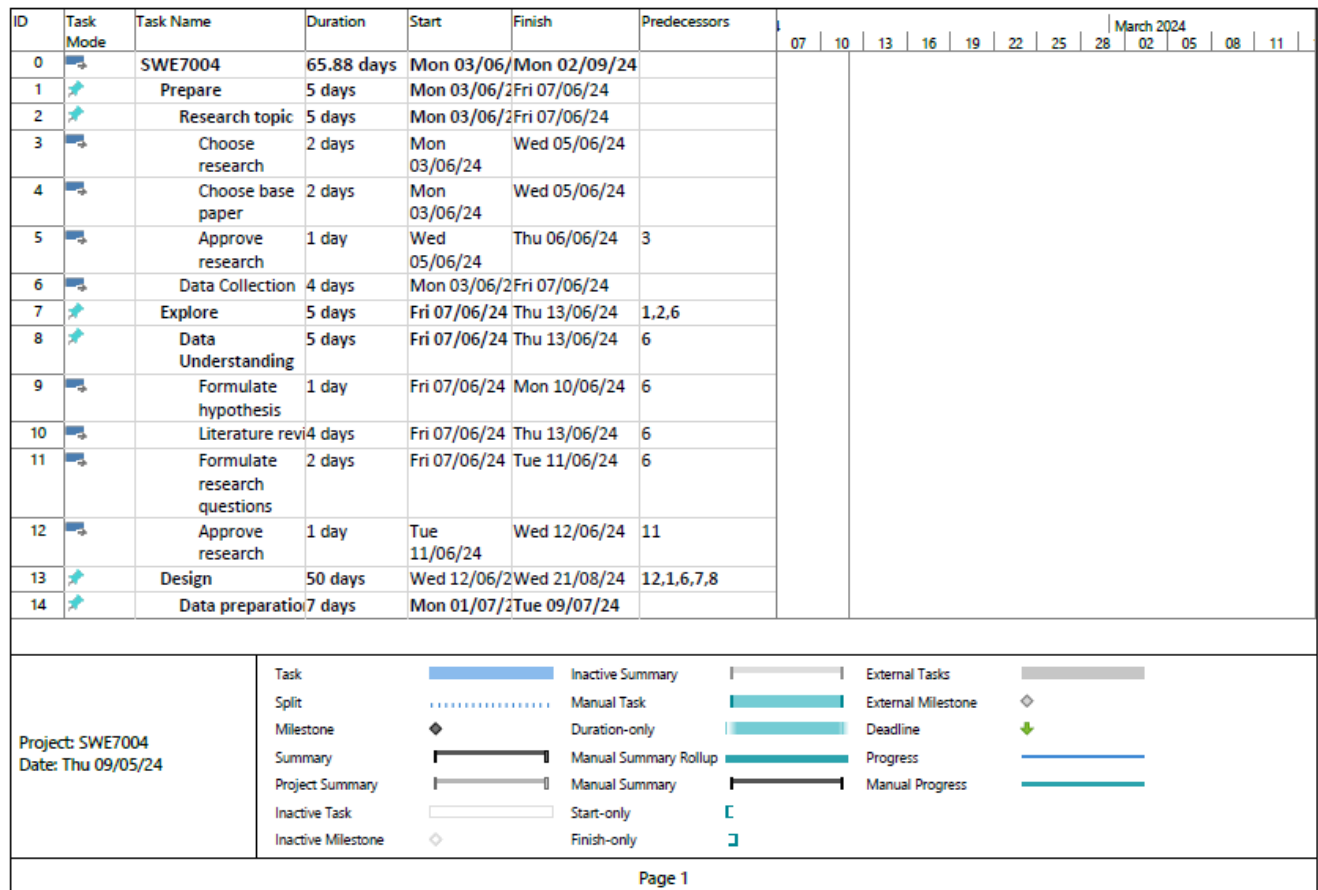 ID Task Task Name Duration Start Finish Predecessors March 2024
Mode 07 10 13 16 19 22 25 28 02 05 08 11
0 SWE7004 65.88 days Mon 03/06/ Mon 02/09/24
1 Prepare 5 days Mon 03/06/2 Fri 07/06/24
2 Research topic 5 days Mon 03/06/2 Fri 07/06/24
3 Choose 2 days Mon Wed 05/06/24
research 03/06/24
4 Choose base 2 days Mon Wed 05/06/24
paper 03/06/24
5 Approve 1 day Wed Thu 06/06/24 3
research 05/06/24
6 Data Collection 4 days Mon 03/06/2 Fri 07/06/24
7 Explore 5 days Fri 07/06/24 Thu 13/06/24 1,2,6
8 Data 5 days Fri 07/06/24 Thu 13/06/24 6
Understanding
9 Formulate 1 day Fri 07/06/24 Mon 10/06/24 6
hypothesis
10 Literature revi 4 days Fri 07/06/24 Thu 13/06/24 6
11 Formulate 2 days Fri 07/06/24 Tue 11/06/24 6
research
questions
12 Approve 1 day Tue Wed 12/06/24 11
research 11/06/24
13 Design 50 days Wed 12/06/2 Wed 21/08/24 12,1,6,7,8
14 Data preparatio 7 days Mon 01/07/2 Tue 09/07/24
Project: SWE7004
Date: Thu 09/05/24
Task Inactive Summary External Tasks
Split Manual Task External Milestone
Milestone Duration-only Deadline
Summary Manual Summary Rollup Progress
Project Summary Manual Summary Manual Progress
Inactive Task Start-only
Inactive Milestone Finish-only
Page 1